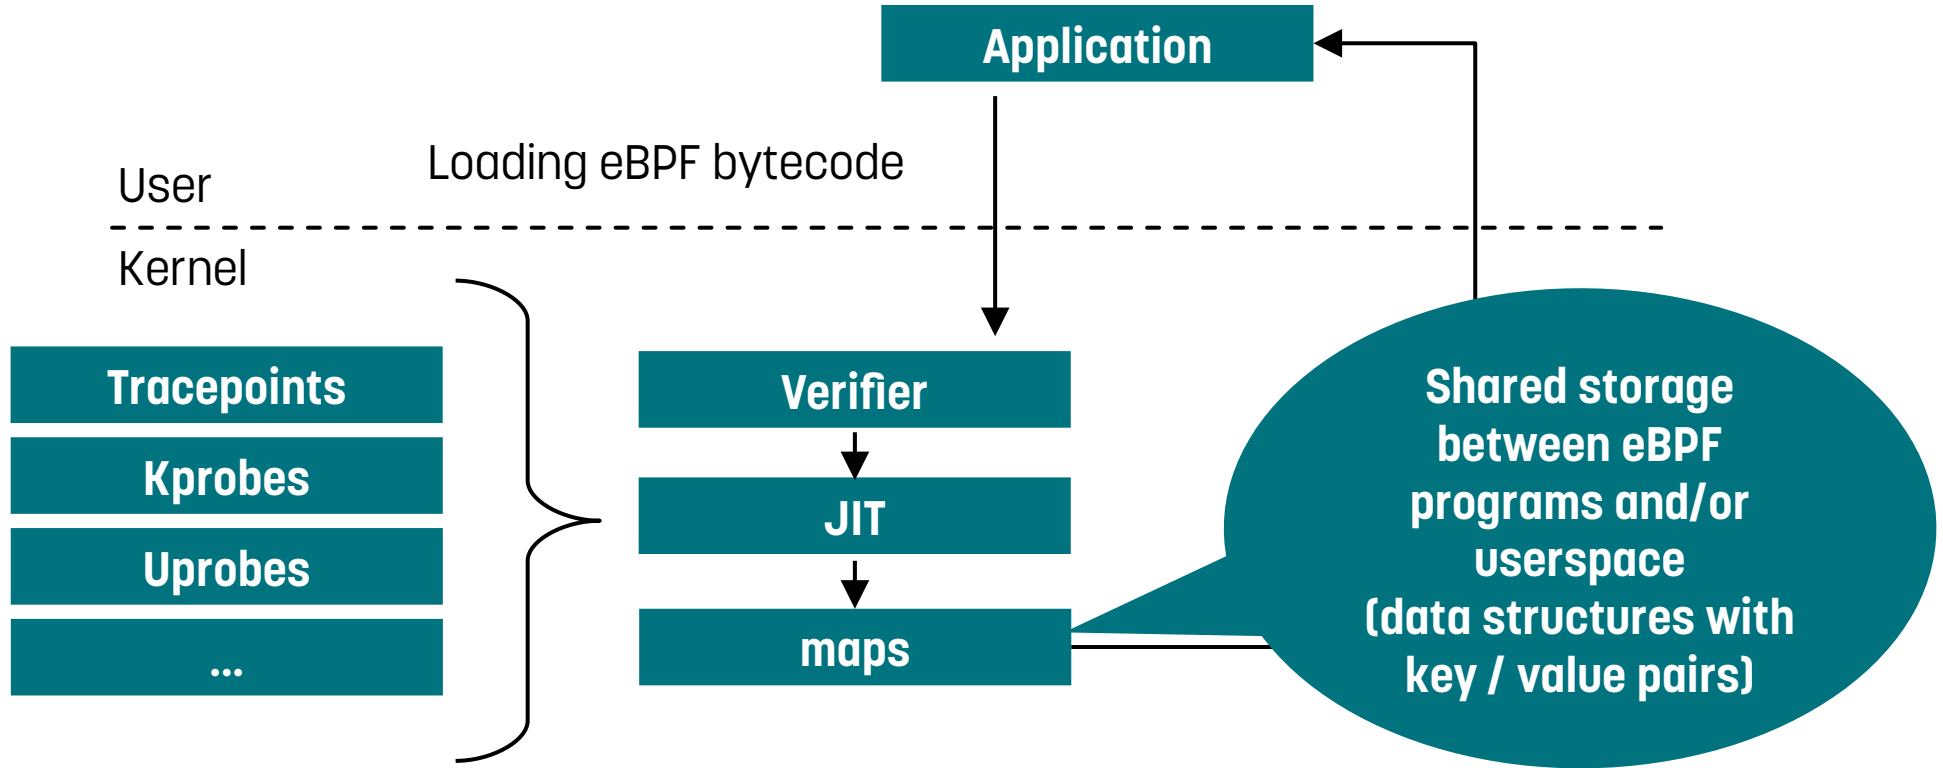 Application
Loading eBPF bytecode
User
Kernel
Tracepoints
Kprobes
Uprobes
...
Verifier
JIT
maps
Shared storage
between eBPF
programs and/or
userspace
(data structures with
key / value pairs)